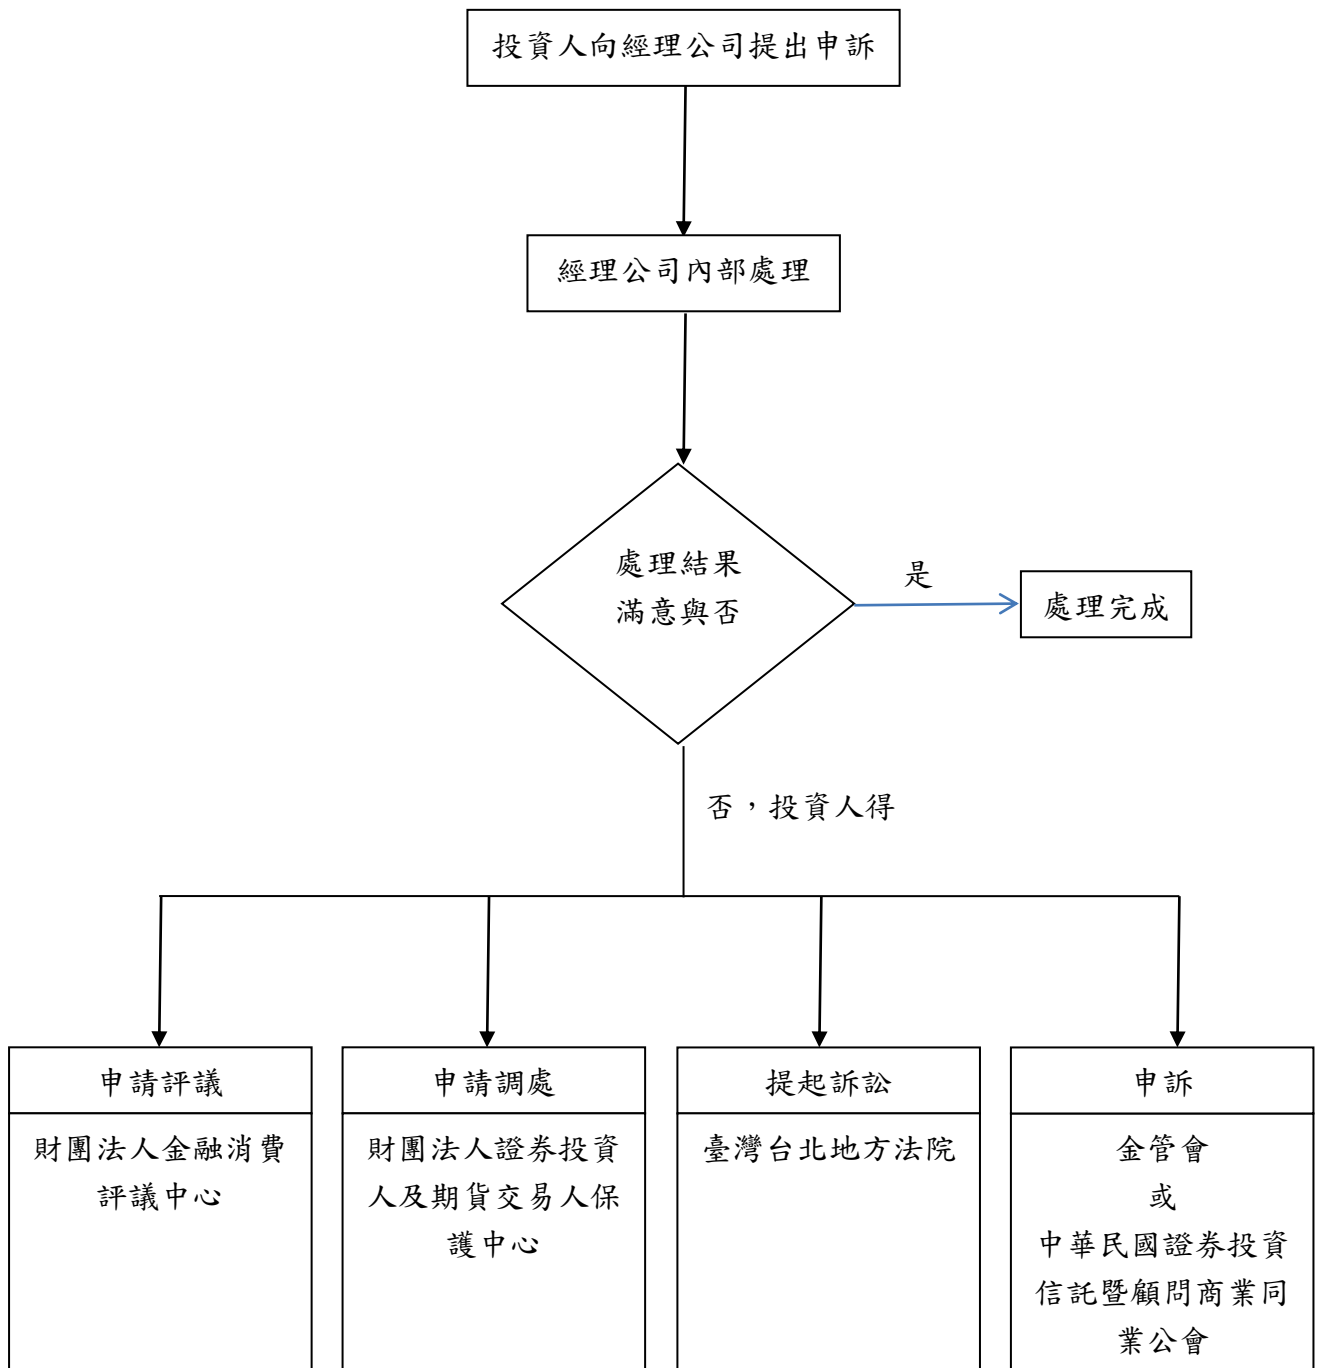 投資人向經理公司提出申訴
經理公司內部處理
處理結果
滿意與否
是
處理完成
否，投資人得
申請評議
財團法人金融消費
評議中心
申請調處
財團法人證券投資
人及期貨交易人保
護中心
提起訴訟
臺灣台北地方法院
申訴
金管會
或
中華民國證券投資
信託暨顧問商業同
業公會